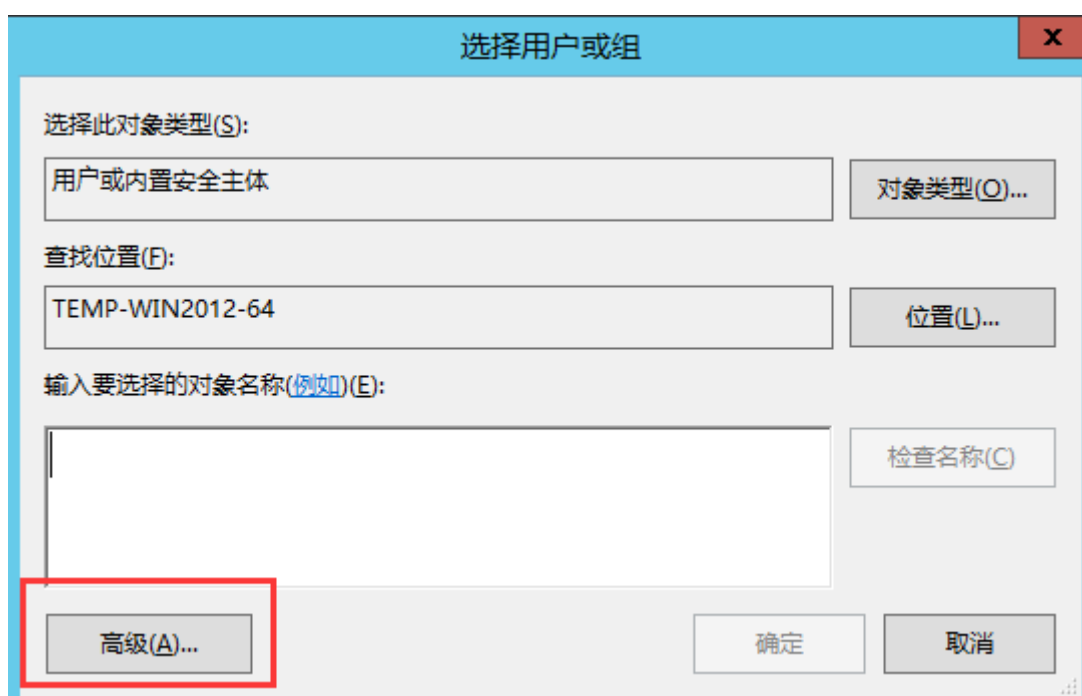 选择用户或组
x
选择此对象类型(S):
用户或内置安全主体
对象类型(O)...
查找位置(F):
TEMP-WIN2012-64
位置(L)...
输入要选择的对象名称(例如)(E):
检查名称(C)
高级(A)...
确定
取消